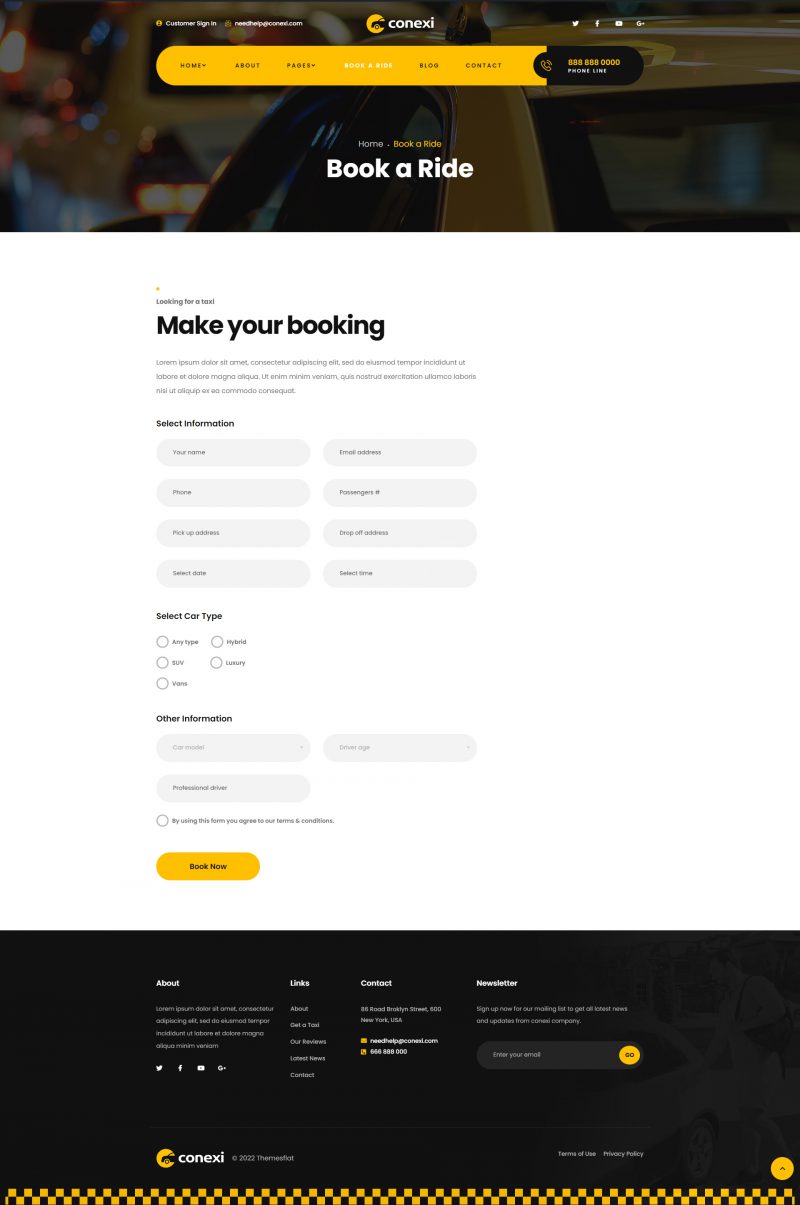 Customer Sign In needhelp@conexi.com
conexi
HOME ABOUT PAGES BOOK A RIDE BLOG CONTACT
888 888 0000
PHONE LINE
Home • Book a Ride
Book a Ride
Looking for a taxi
Make your booking
Lorem ipsum dolor sit amet, consectetur adipiscing elit, sed do eiusmod tempor incididunt ut
labore et dolore magna aliqua. Ut enim minim veniam, quis nostrud exercitation ullamco laboris
nisi ut aliquip ex ea commodo consequat.
Select Information
Your name Email address
Phone Passengers #
Pick up address Drop off address
Select date Select time
Select Car Type
Any type Hybrid
SUV Luxury
Vans
Other Information
Car model Driver age
Professional driver
By using this form you agree to our terms & conditions.
Book Now
About
Lorem ipsum dolor sit amet, consectetur
adipiscing elit, sed do eiusmod tempor
incididunt ut labore et dolore magna
aliqua minim veniam
Links
About
Get a Taxi
Our Reviews
Latest News
Contact
Contact
86 Road Broklyn Street, 600
New York, USA
needhelp@conexi.com
666 888 000
Newsletter
Sign up now for our mailing list to get all latest news
and updates from conexi company.
Enter your email GO
conexi © 2022 Themesflat
Terms of Use Privacy Policy